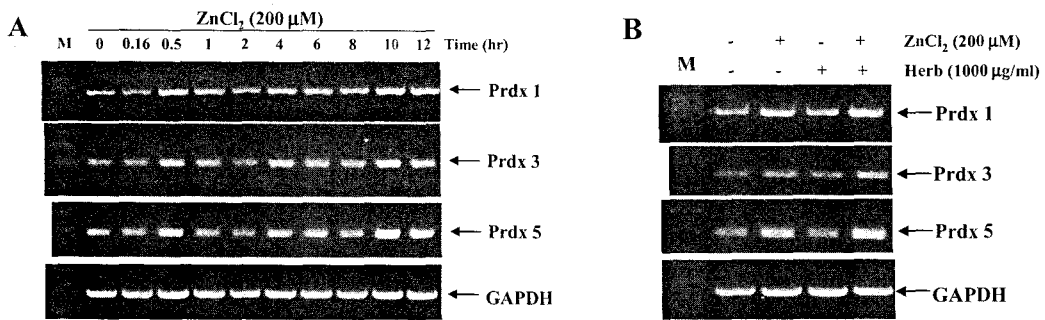 A
ZnCl₂ (200 μM)
M 0 0.16 0.5 1 2 4 6 8 10 12 Time (hr)
Prdx 1
Prdx 3
Prdx 5
GAPDH
B
- + - + ZnCl₂ (200 μM)
M - - + + Herb (1000 μg/ml)
Prdx 1
Prdx 3
Prdx 5
GAPDH